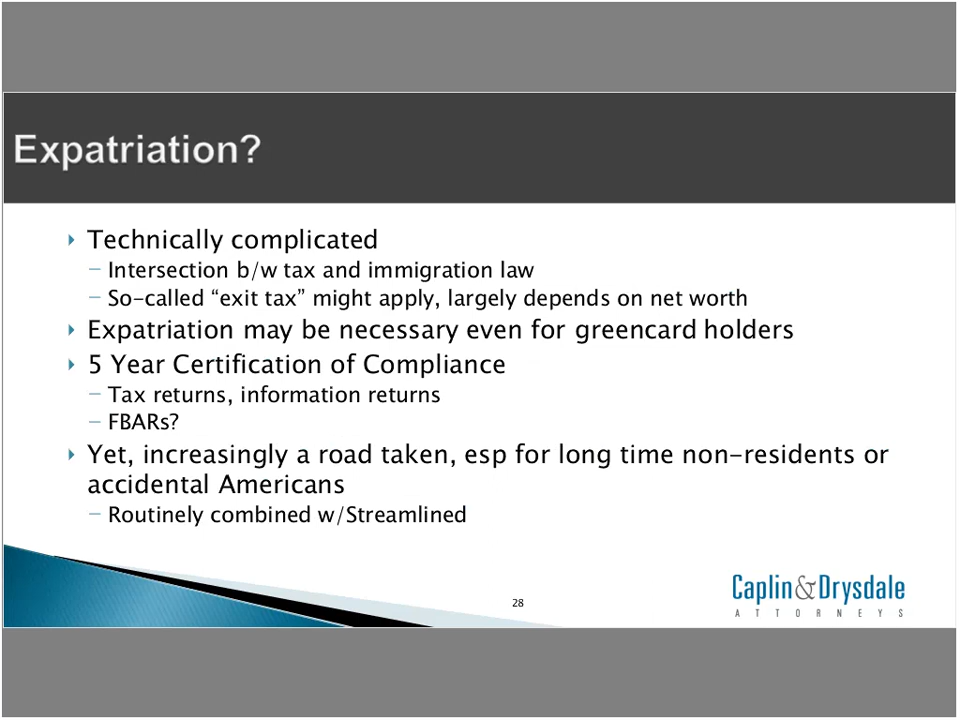 Expatriation?
Technically complicated
– Intersection b/w tax and immigration law
– So-called “exit tax” might apply, largely depends on net worth
Expatriation may be necessary even for greencard holders
5 Year Certification of Compliance
– Tax returns, information returns
– FBARs?
Yet, increasingly a road taken, esp for long time non-residents or
accidental Americans
– Routinely combined w/Streamlined
28
Caplin&Drysdale
ATTORNEYS